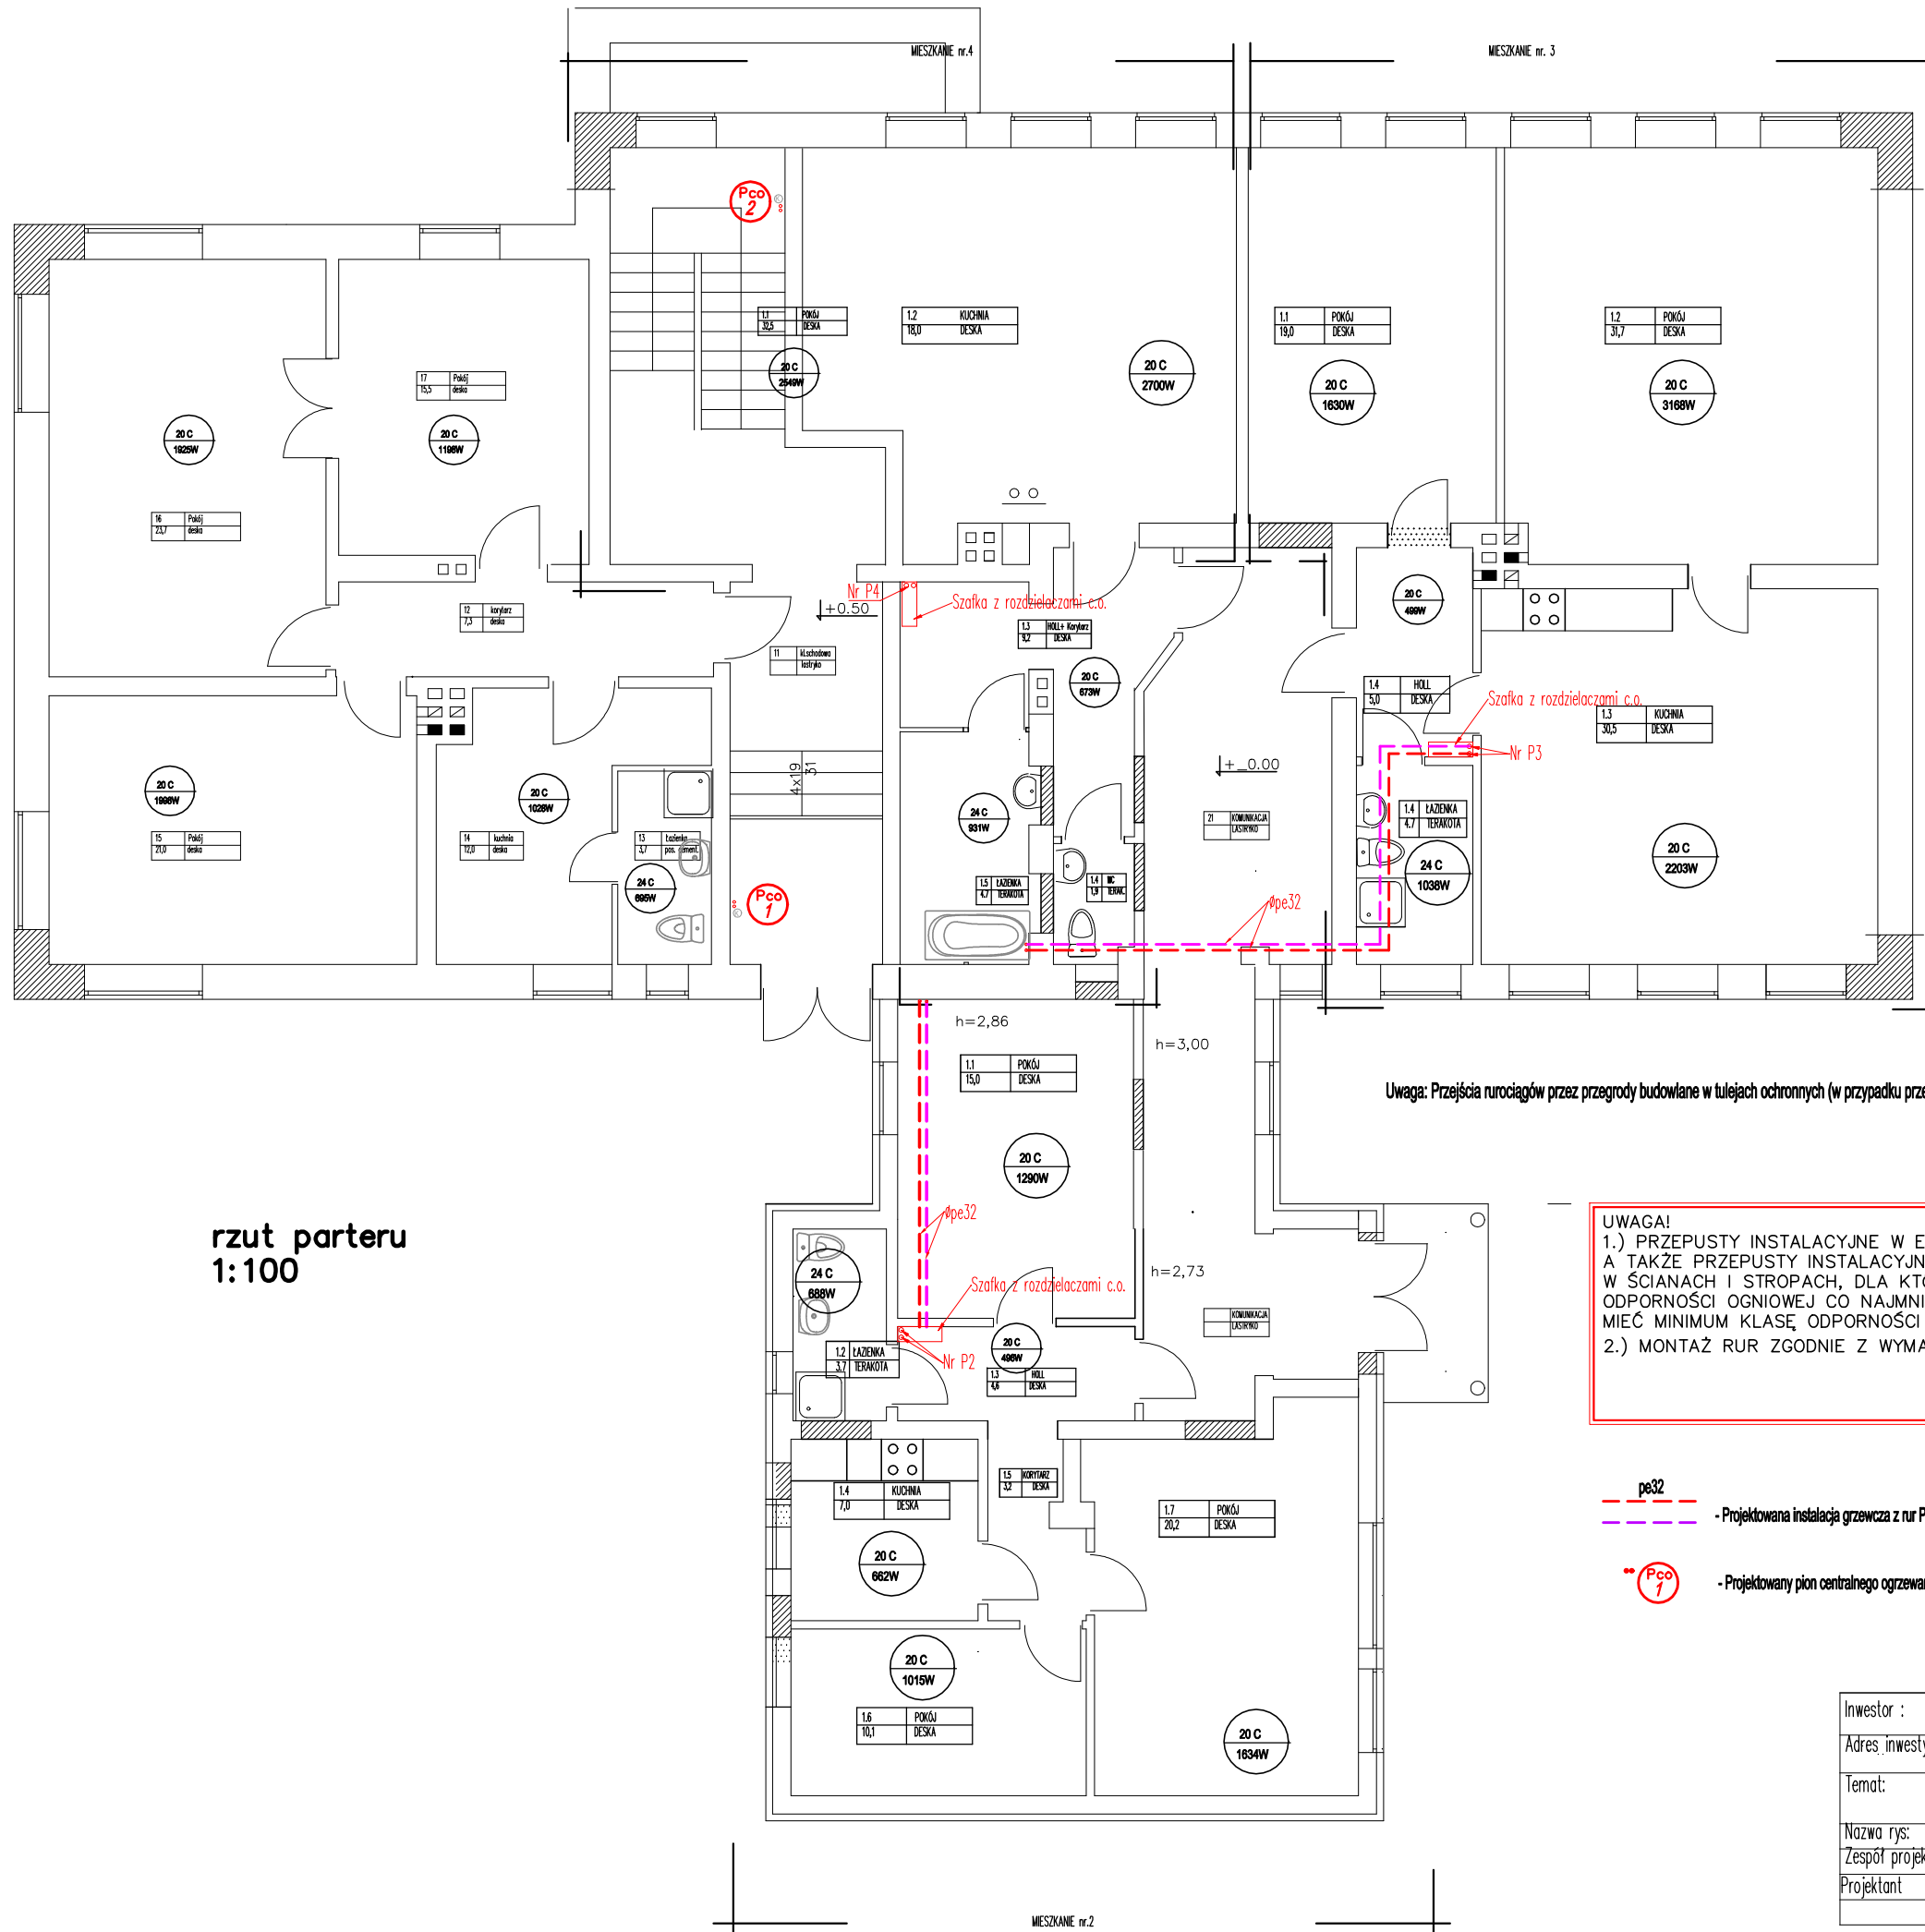 MIESZKANIE nr.4
MIESZKANIE nr. 3
Pco
2
1.1 POKÓJ
32,5 DESKA
20 C
2549W
1.2 KUCHNIA
18,0 DESKA
20 C
2700W
1.1 POKÓJ
19,0 DESKA
20 C
1630W
1.2 POKÓJ
31,7 DESKA
20 C
3168W
17 Pokój
15,5 deska
20 C
1196W
20 C
1925W
16 Pokój
23,7 deska
12 korytarz
7,3 deska
Nr P4
+0.50
Szafka z rozdzielaczami c.o.
1.3 HOLL+ Korytarz
9,2 DESKA
20 C
673W
20 C
499W
11 kl.schodowa
lastryko
1.4 HOLL
5,0 DESKA
Szafka z rozdzielaczami c.o.
1.3 KUCHNIA
30,5 DESKA
Nr P3
4x19
31
+_0.00
20 C
1998W
15 Pokój
21,0 deska
20 C
1028W
14 kuchnia
12,0 deska
13 Łazienka
3,7 pos. cement.
24 C
695W
24 C
931W
21 KOMUNIKACJA
LASTRYKO
1.4 ŁAZIENKA
4.7 TERAKOTA
24 C
1038W
20 C
2203W
Pco
1
1.5 ŁAZIENKA
4.7 TERAKOTA
1.4 WC
1,9 TERAK.
Øpe32
h=2,86
h=3,00
1.1 POKÓJ
15,0 DESKA
Uwaga: Przejścia rurociągów przez przegrody budowlane w tulejach ochronnych (w przypadku prze
20 C
1290W
Øpe32
rzut parteru
1:100
24 C
688W
h=2,73
Szafka z rozdzielaczami c.o.
KOMUNIKACJA
LASTRYKO
UWAGA!
1.) PRZEPUSTY INSTALACYJNE W E
A TAKŻE PRZEPUSTY INSTALACYJN
W ŚCIANACH I STROPACH, DLA KTÓ
ODPORNOŚCI OGNIOWEJ CO NAJMNI
MIEĆ MINIMUM KLASĘ ODPORNOŚCI
2.) MONTAŻ RUR ZGODNIE Z WYMA
1.2 ŁAZIENKA
3.7 TERAKOTA
Nr P2
20 C
496W
1.3 HOLL
4,6 DESKA
1.4 KUCHNIA
7,0 DESKA
1.5 KORYTARZ
3,2 DESKA
1.7 POKÓJ
20,2 DESKA
20 C
662W
pe32
- Projektowana instalacja grzewcza z rur P
Pco
1
- Projektowany pion centralnego ogrzewan
20 C
1015W
1.6 POKÓJ
10,1 DESKA
20 C
1634W
Inwestor :
Adres inwesty
Temat:
Nazwa rys:
Zespół projek
Projektant
MIESZKANIE nr.2